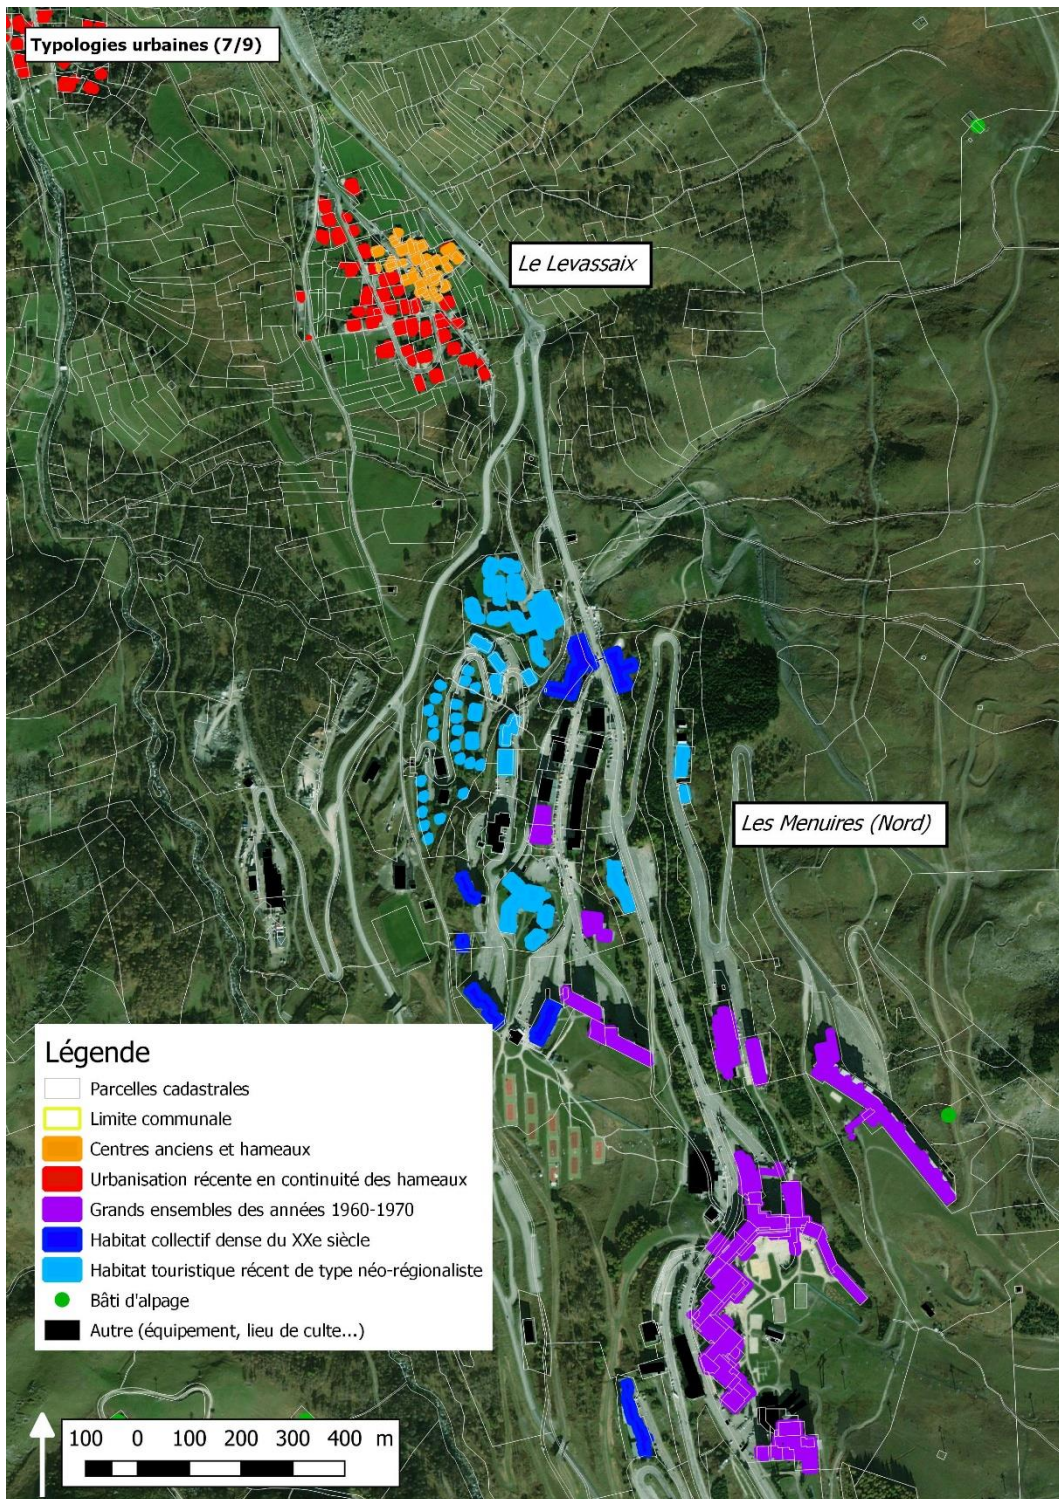 Typologies urbaines (7/9)
Le Levassaix
Les Menuires (Nord)
Légende
Parcelles cadastrales
Limite communale
Centres anciens et hameaux
Urbanisation récente en continuité des hameaux
Grands ensembles des années 1960-1970
Habitat collectif dense du XXe siècle
Habitat touristique récent de type néo-régionaliste
Bâti d'alpage
Autre (équipement, lieu de culte...)
100 0 100 200 300 400 m